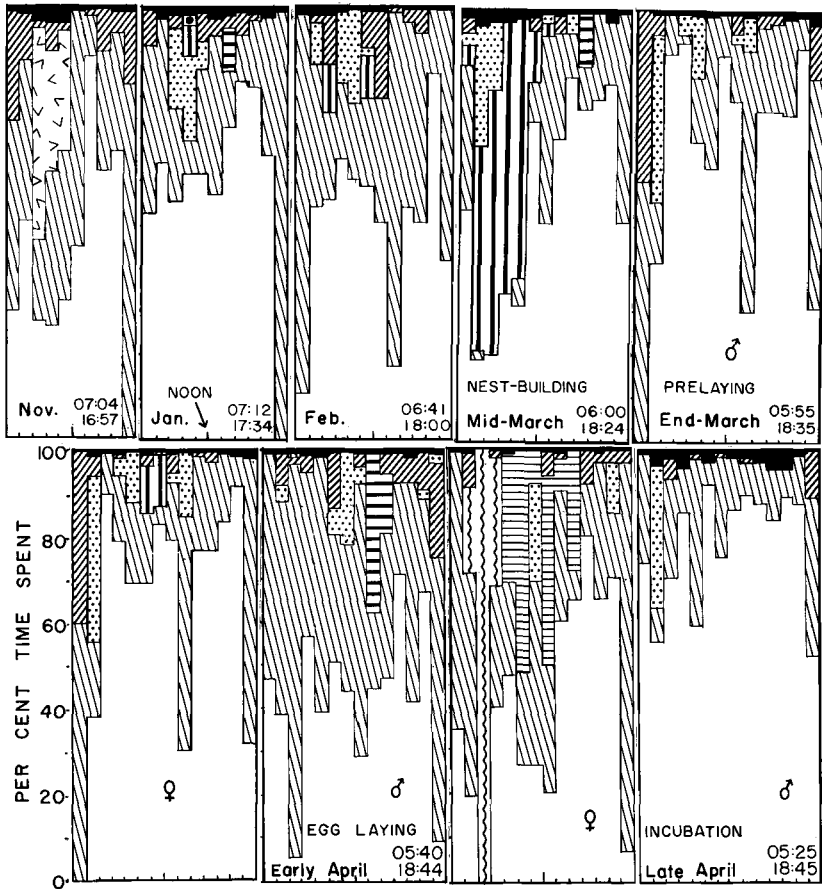 NOON
Nov. 07:04
16:57
Jan. 07:12
17:34
Feb. 06:41
18:00
NEST-BUILDING
Mid-March 06:00
18:24
♂
PRELAYING
End-March 05:55
18:35
PER CENT TIME SPENT
100
80
60
40
20
0
♀
♂
EGG LAYING
Early April 05:40
18:44
♀
♂
INCUBATION
Late April 05:25
18:45